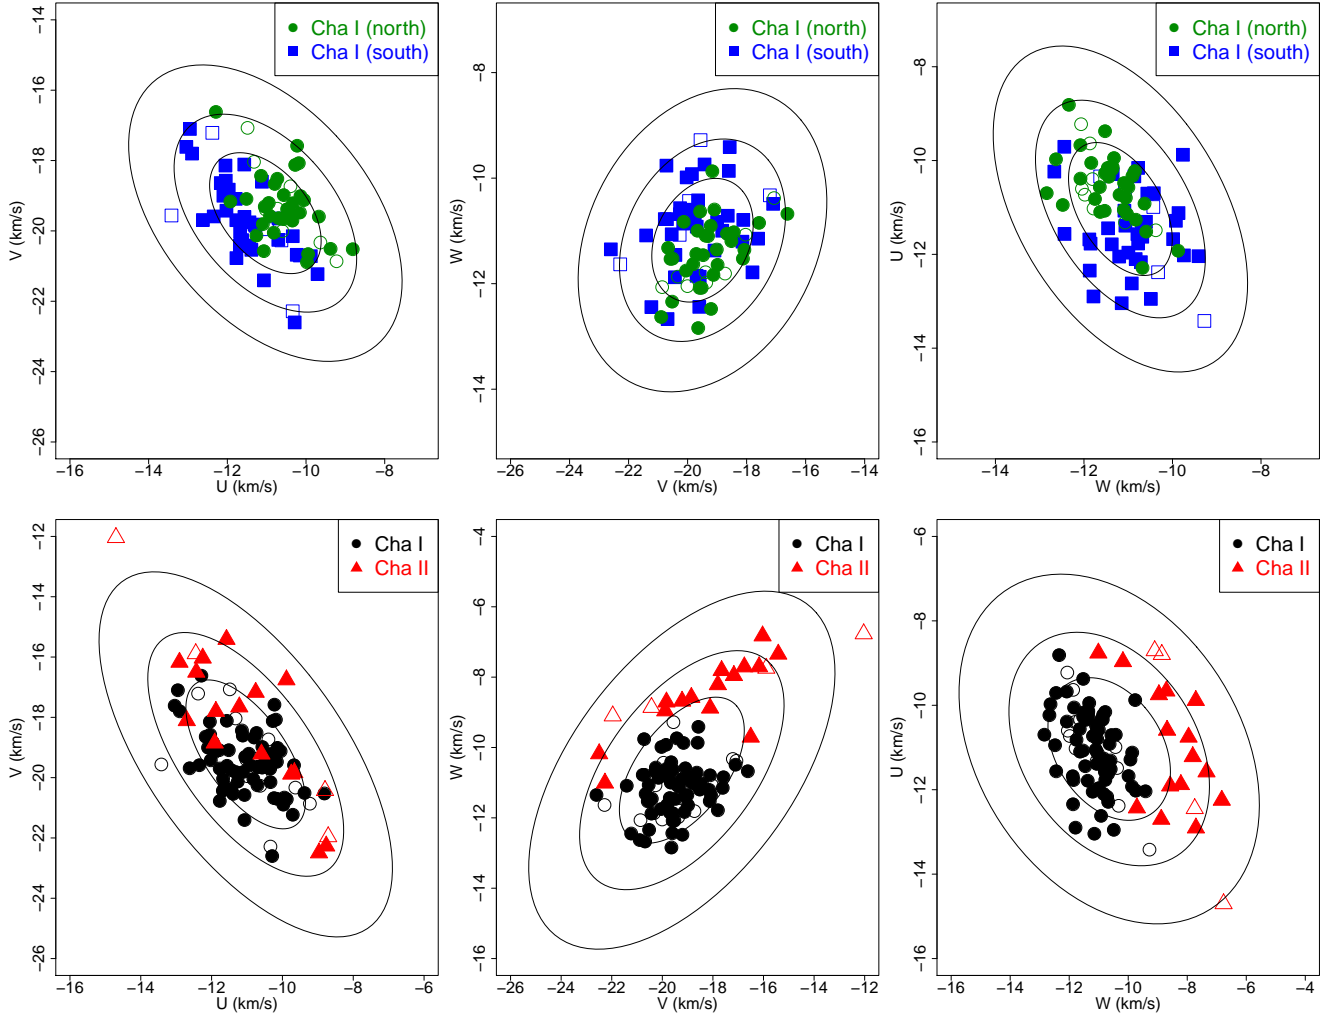 Cha I (north)
Cha I (south)
−14
−16
−18
−20
−22
−24
−26
V (km/s)
−16 −14 −12 −10 −8
U (km/s)
Cha I (north)
Cha I (south)
−8
−10
−12
−14
W (km/s)
−26 −24 −22 −20 −18 −16 −14
V (km/s)
Cha I (north)
Cha I (south)
−8
−10
−12
−14
−16
U (km/s)
−14 −12 −10 −8
W (km/s)
Cha I
Cha II
−12
−14
−16
−18
−20
−22
−24
−26
V (km/s)
−16 −14 −12 −10 −8 −6
U (km/s)
Cha I
Cha II
−4
−6
−8
−10
−12
−14
−16
W (km/s)
−26 −24 −22 −20 −18 −16 −14 −12
V (km/s)
Cha I
Cha II
−6
−8
−10
−12
−14
−16
U (km/s)
−16 −14 −12 −10 −8 −6 −4
W (km/s)